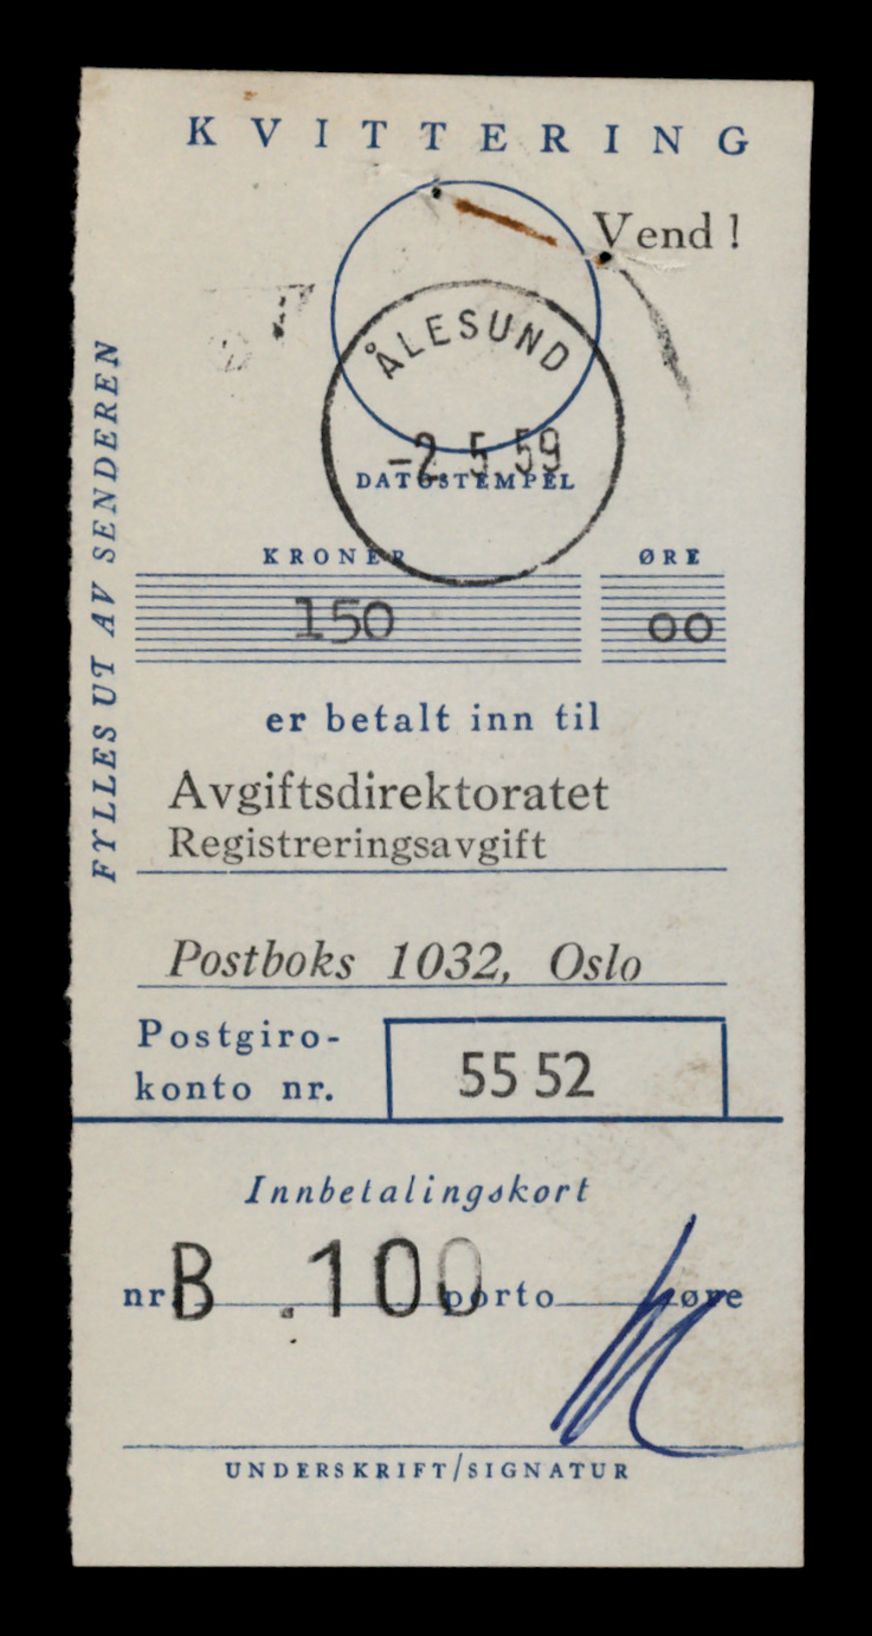 KVITTERING
Vend !
ÅLESUND
-2.5.59
DATOSTEMPEL
KRONER ØRE
150 00
er betalt inn til
Avgiftsdirektoratet
Registreringsavgift
Postboks 1032, Oslo
Postgiro-
konto nr. 55 52
Innbetalingskort
nr B .100 porto øre
UNDERSKRIFT/SIGNATUR
FYLLES UT AV SENDEREN